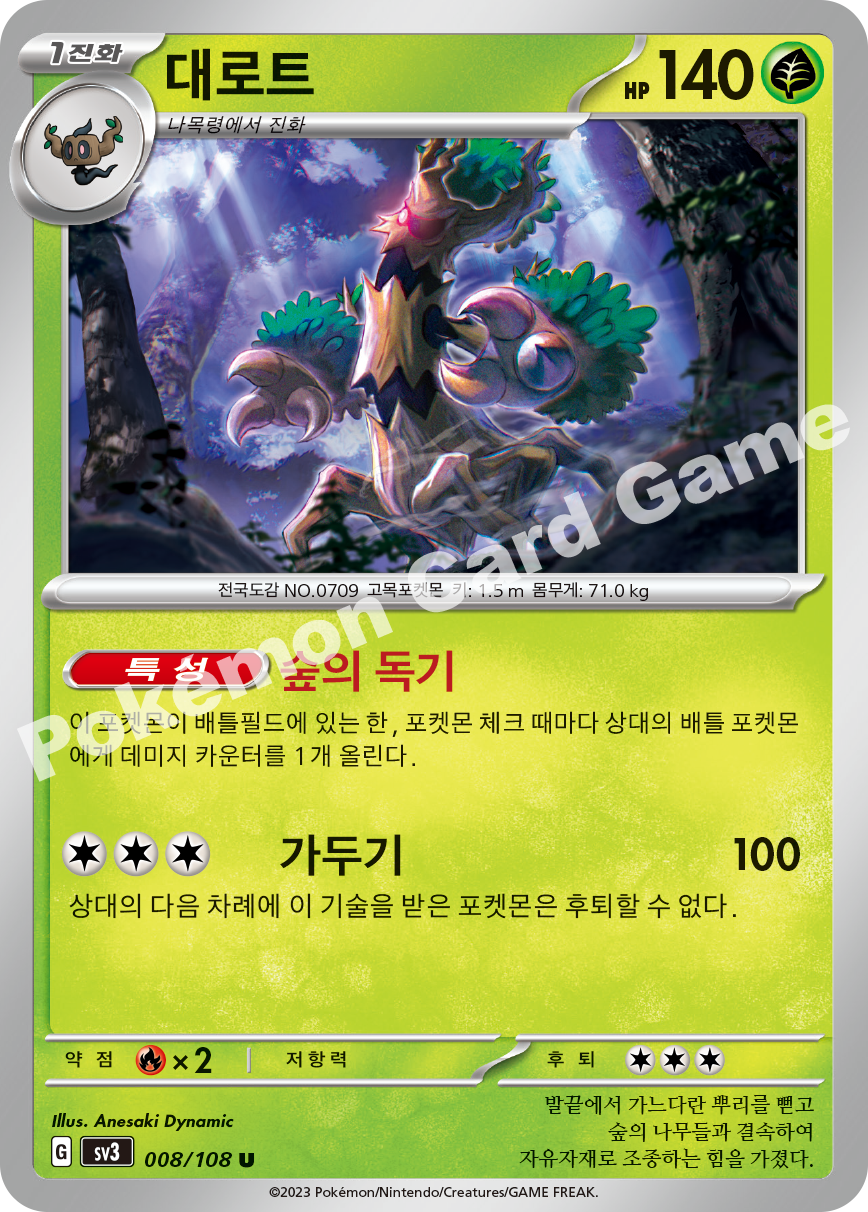 1진화
대로트
HP 140
나목령에서 진화
전국도감 NO.0709 고목포켓몬 키: 1.5 m 몸무게: 71.0 kg
특성 숲의 독기
이 포켓몬이 배틀필드에 있는 한, 포켓몬 체크 때마다 상대의 배틀 포켓몬
에게 데미지 카운터를 1개 올린다.
가두기 100
상대의 다음 차례에 이 기술을 받은 포켓몬은 후퇴할 수 없다.
약점 ×2 저항력 후퇴
Illus. Anesaki Dynamic
G sv3 008/108 U
발끝에서 가느다란 뿌리를 뻗고
숲의 나무들과 결속하여
자유자재로 조종하는 힘을 가졌다.
©2023 Pokémon/Nintendo/Creatures/GAME FREAK.
Pokémon Card Game